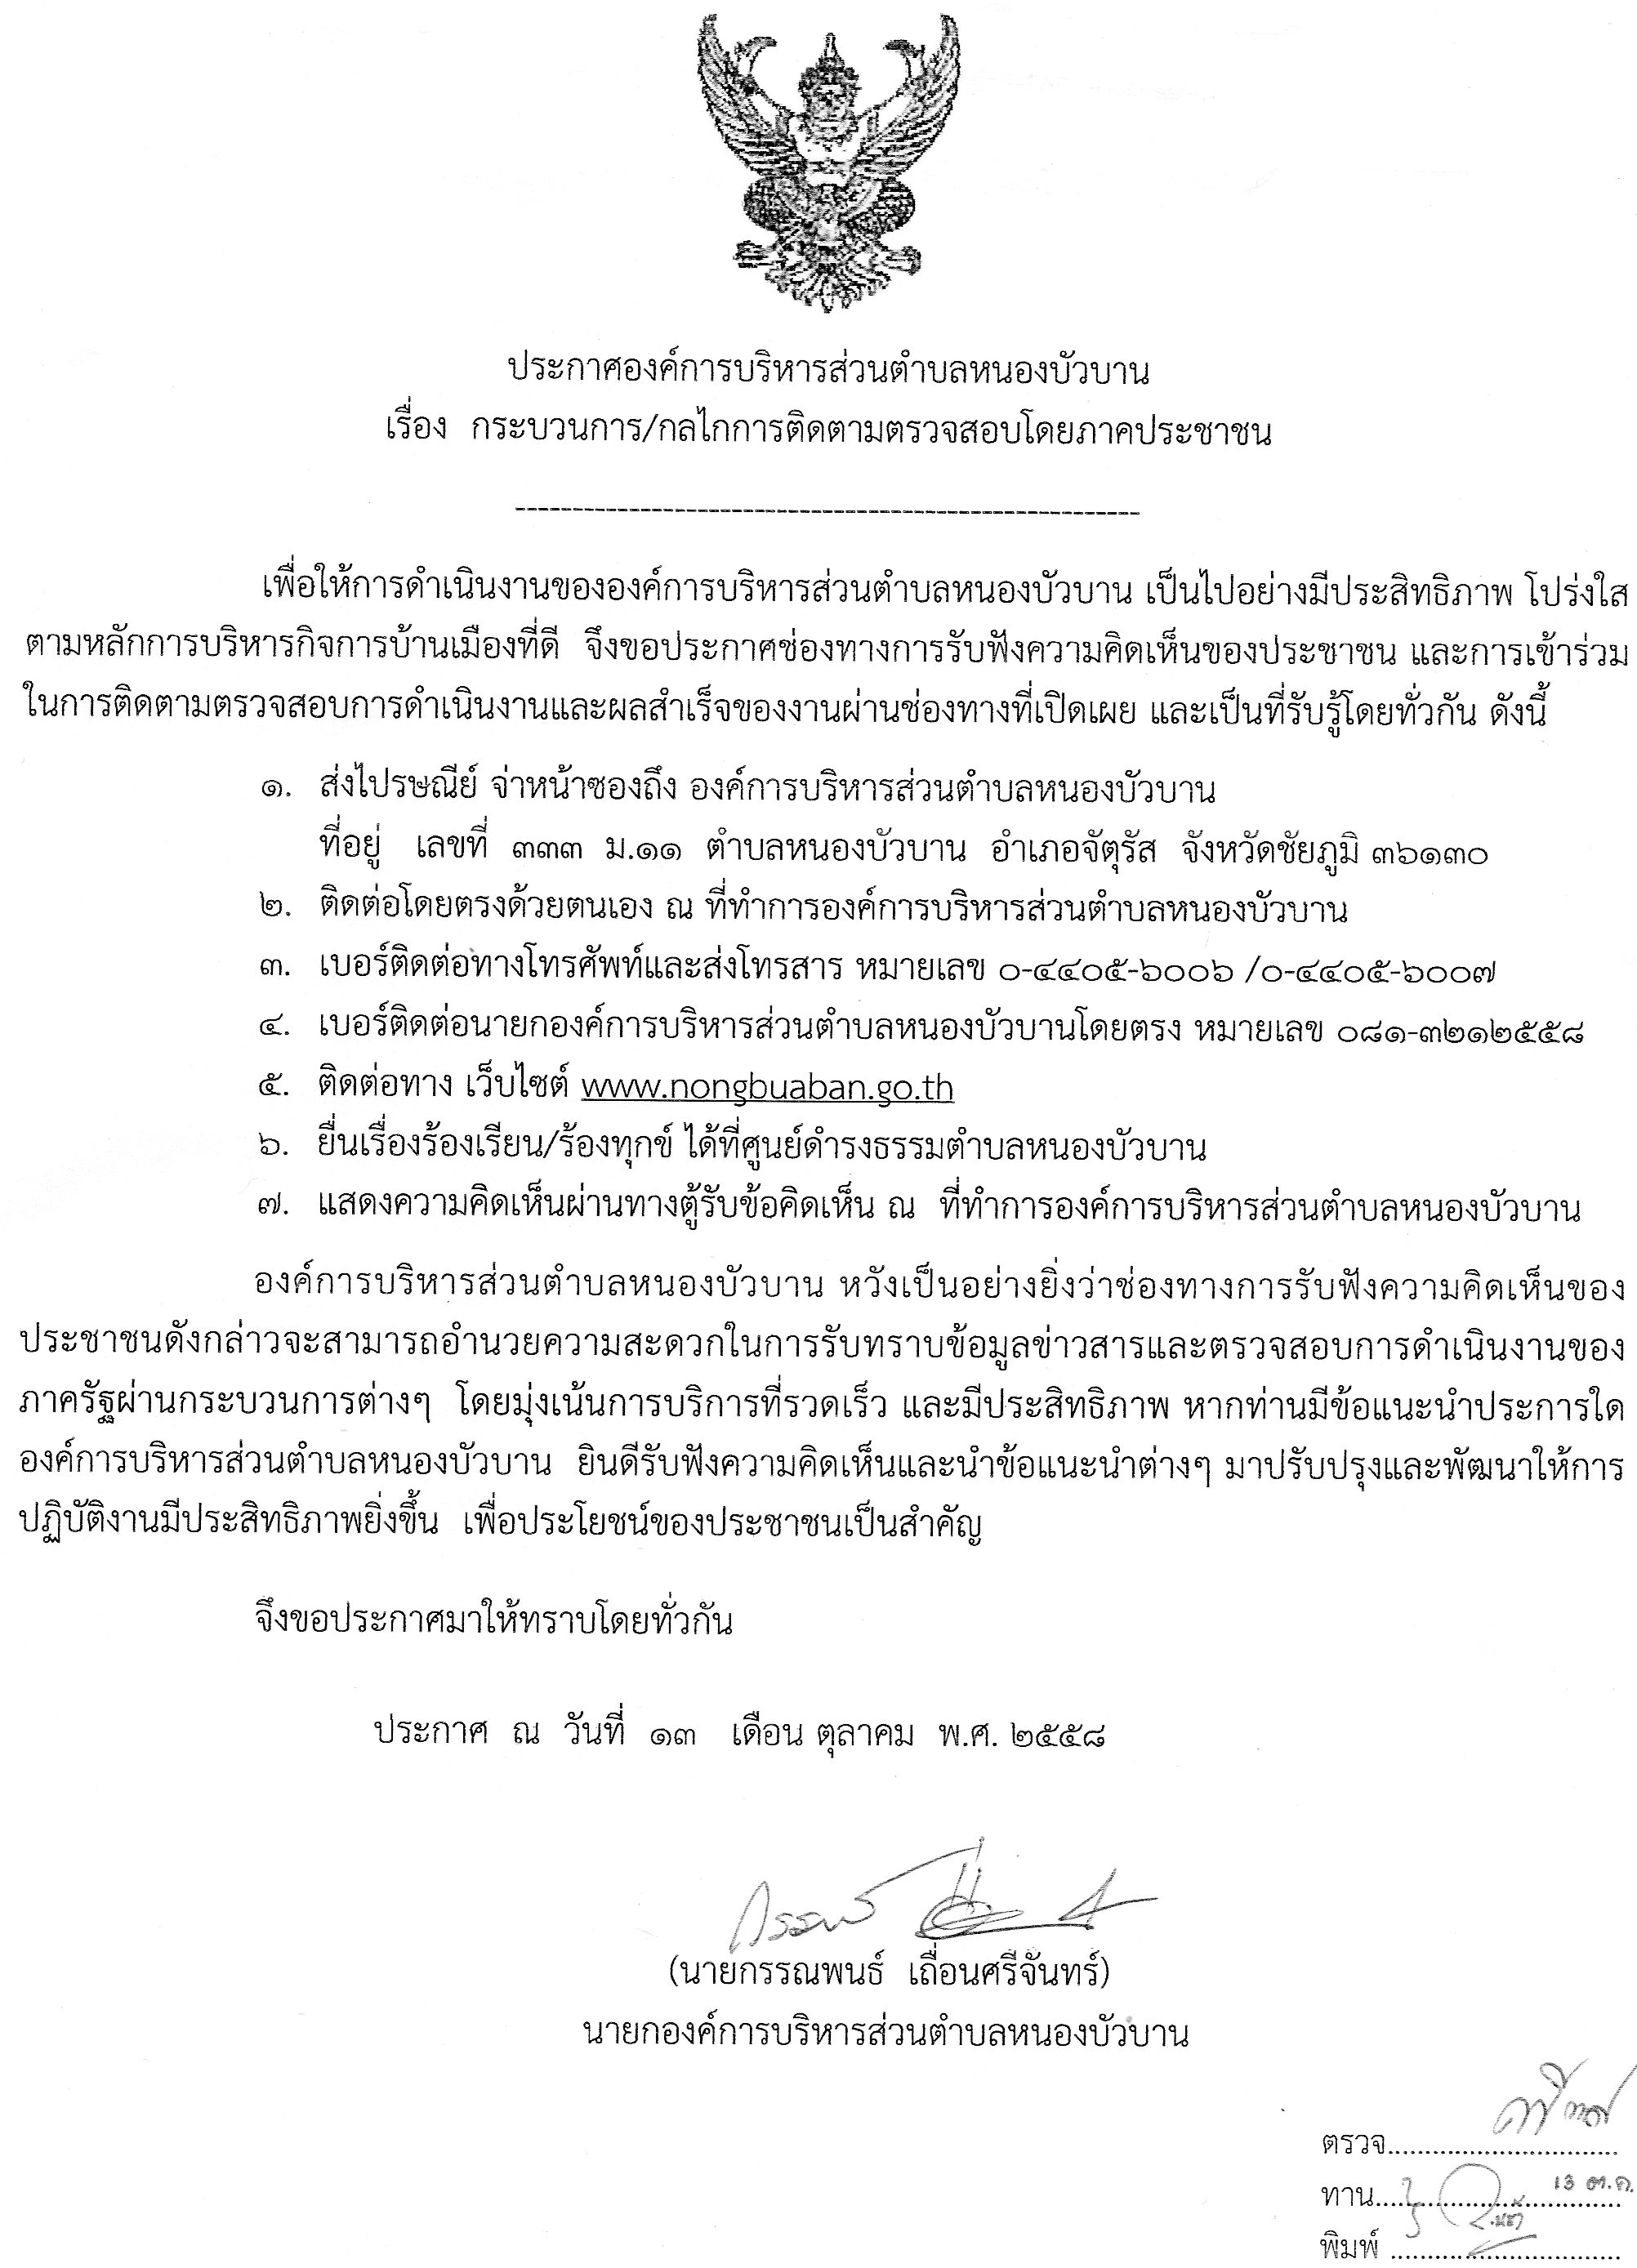 ประกาศองค์การบริหารส่วนตำบลหนองบัวบาน
เรื่อง กระบวนการ/กลไกการติดตามตรวจสอบโดยภาคประชาชน
------------------------------------------------------
เพื่อให้การดำเนินงานขององค์การบริหารส่วนตำบลหนองบัวบาน เป็นไปอย่างมีประสิทธิภาพ โปร่งใส
ตามหลักการบริหารกิจการบ้านเมืองที่ดี จึงขอประกาศช่องทางการรับฟังความคิดเห็นของประชาชน และการเข้าร่วม
ในการติดตามตรวจสอบการดำเนินงานและผลสำเร็จของงานผ่านช่องทางที่เปิดเผย และเป็นที่รับรู้โดยทั่วกัน ดังนี้
๑. ส่งไปรษณีย์ จ่าหน้าซองถึง องค์การบริหารส่วนตำบลหนองบัวบาน
ที่อยู่ เลขที่ ๓๓๓ ม.๑๑ ตำบลหนองบัวบาน อำเภอจัตุรัส จังหวัดชัยภูมิ ๓๖๑๓๐
๒. ติดต่อโดยตรงด้วยตนเอง ณ ที่ทำการองค์การบริหารส่วนตำบลหนองบัวบาน
๓. เบอร์ติดต่อทางโทรศัพท์และส่งโทรสาร หมายเลข ๐-๔๔๐๕-๖๐๐๖ /๐-๔๔๐๕-๖๐๐๗
๔. เบอร์ติดต่อนายกองค์การบริหารส่วนตำบลหนองบัวบานโดยตรง หมายเลข ๐๘๑-๓๒๑๒๕๕๘
๕. ติดต่อทาง เว็บไซต์ www.nongbuaban.go.th
๖. ยื่นเรื่องร้องเรียน/ร้องทุกข์ ได้ที่ศูนย์ดำรงธรรมตำบลหนองบัวบาน
๗. แสดงความคิดเห็นผ่านทางตู้รับข้อคิดเห็น ณ ที่ทำการองค์การบริหารส่วนตำบลหนองบัวบาน
องค์การบริหารส่วนตำบลหนองบัวบาน หวังเป็นอย่างยิ่งว่าช่องทางการรับฟังความคิดเห็นของ
ประชาชนดังกล่าวจะสามารถอำนวยความสะดวกในการรับทราบข้อมูลข่าวสารและตรวจสอบการดำเนินงานของ
ภาครัฐผ่านกระบวนการต่างๆ โดยมุ่งเน้นการบริการที่รวดเร็ว และมีประสิทธิภาพ หากท่านมีข้อแนะนำประการใด
องค์การบริหารส่วนตำบลหนองบัวบาน ยินดีรับฟังความคิดเห็นและนำข้อแนะนำต่างๆ มาปรับปรุงและพัฒนาให้การ
ปฏิบัติงานมีประสิทธิภาพยิ่งขึ้น เพื่อประโยชน์ของประชาชนเป็นสำคัญ
จึงขอประกาศมาให้ทราบโดยทั่วกัน
ประกาศ ณ วันที่ ๑๓ เดือน ตุลาคม พ.ศ. ๒๕๕๘
(นายกรรณพนธ์ เถื่อนศรีจันทร์)
นายกองค์การบริหารส่วนตำบลหนองบัวบาน
ตรวจ..............................
ทาน.............................. 13 ต.ค.
พิมพ์ ..............................